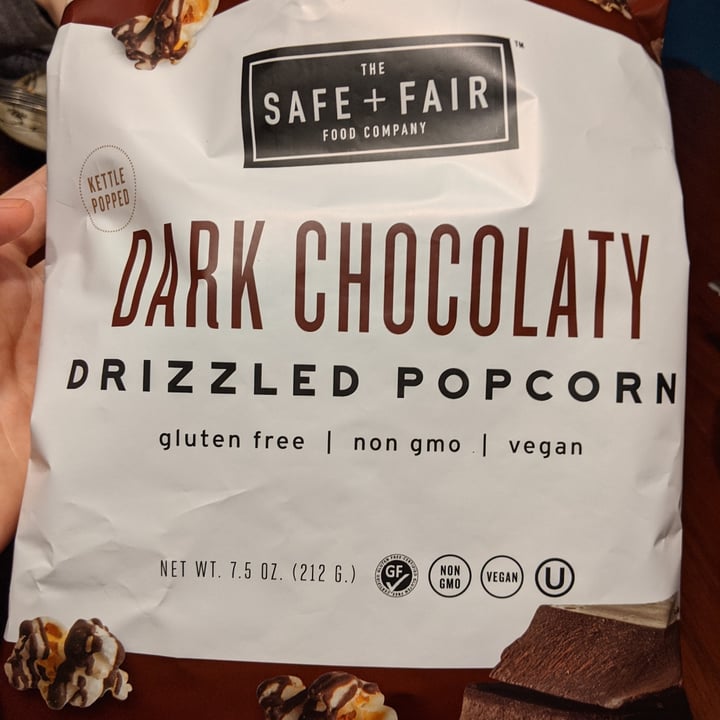 THE
SAFE + FAIR
FOOD COMPANY
TM
KETTLE
POPPED
DARK CHOCOLATY
DRIZZLED POPCORN
gluten free | non gmo | vegan
NET WT. 7.5 OZ. (212 G.)
GF
NON
GMO
VEGAN
U